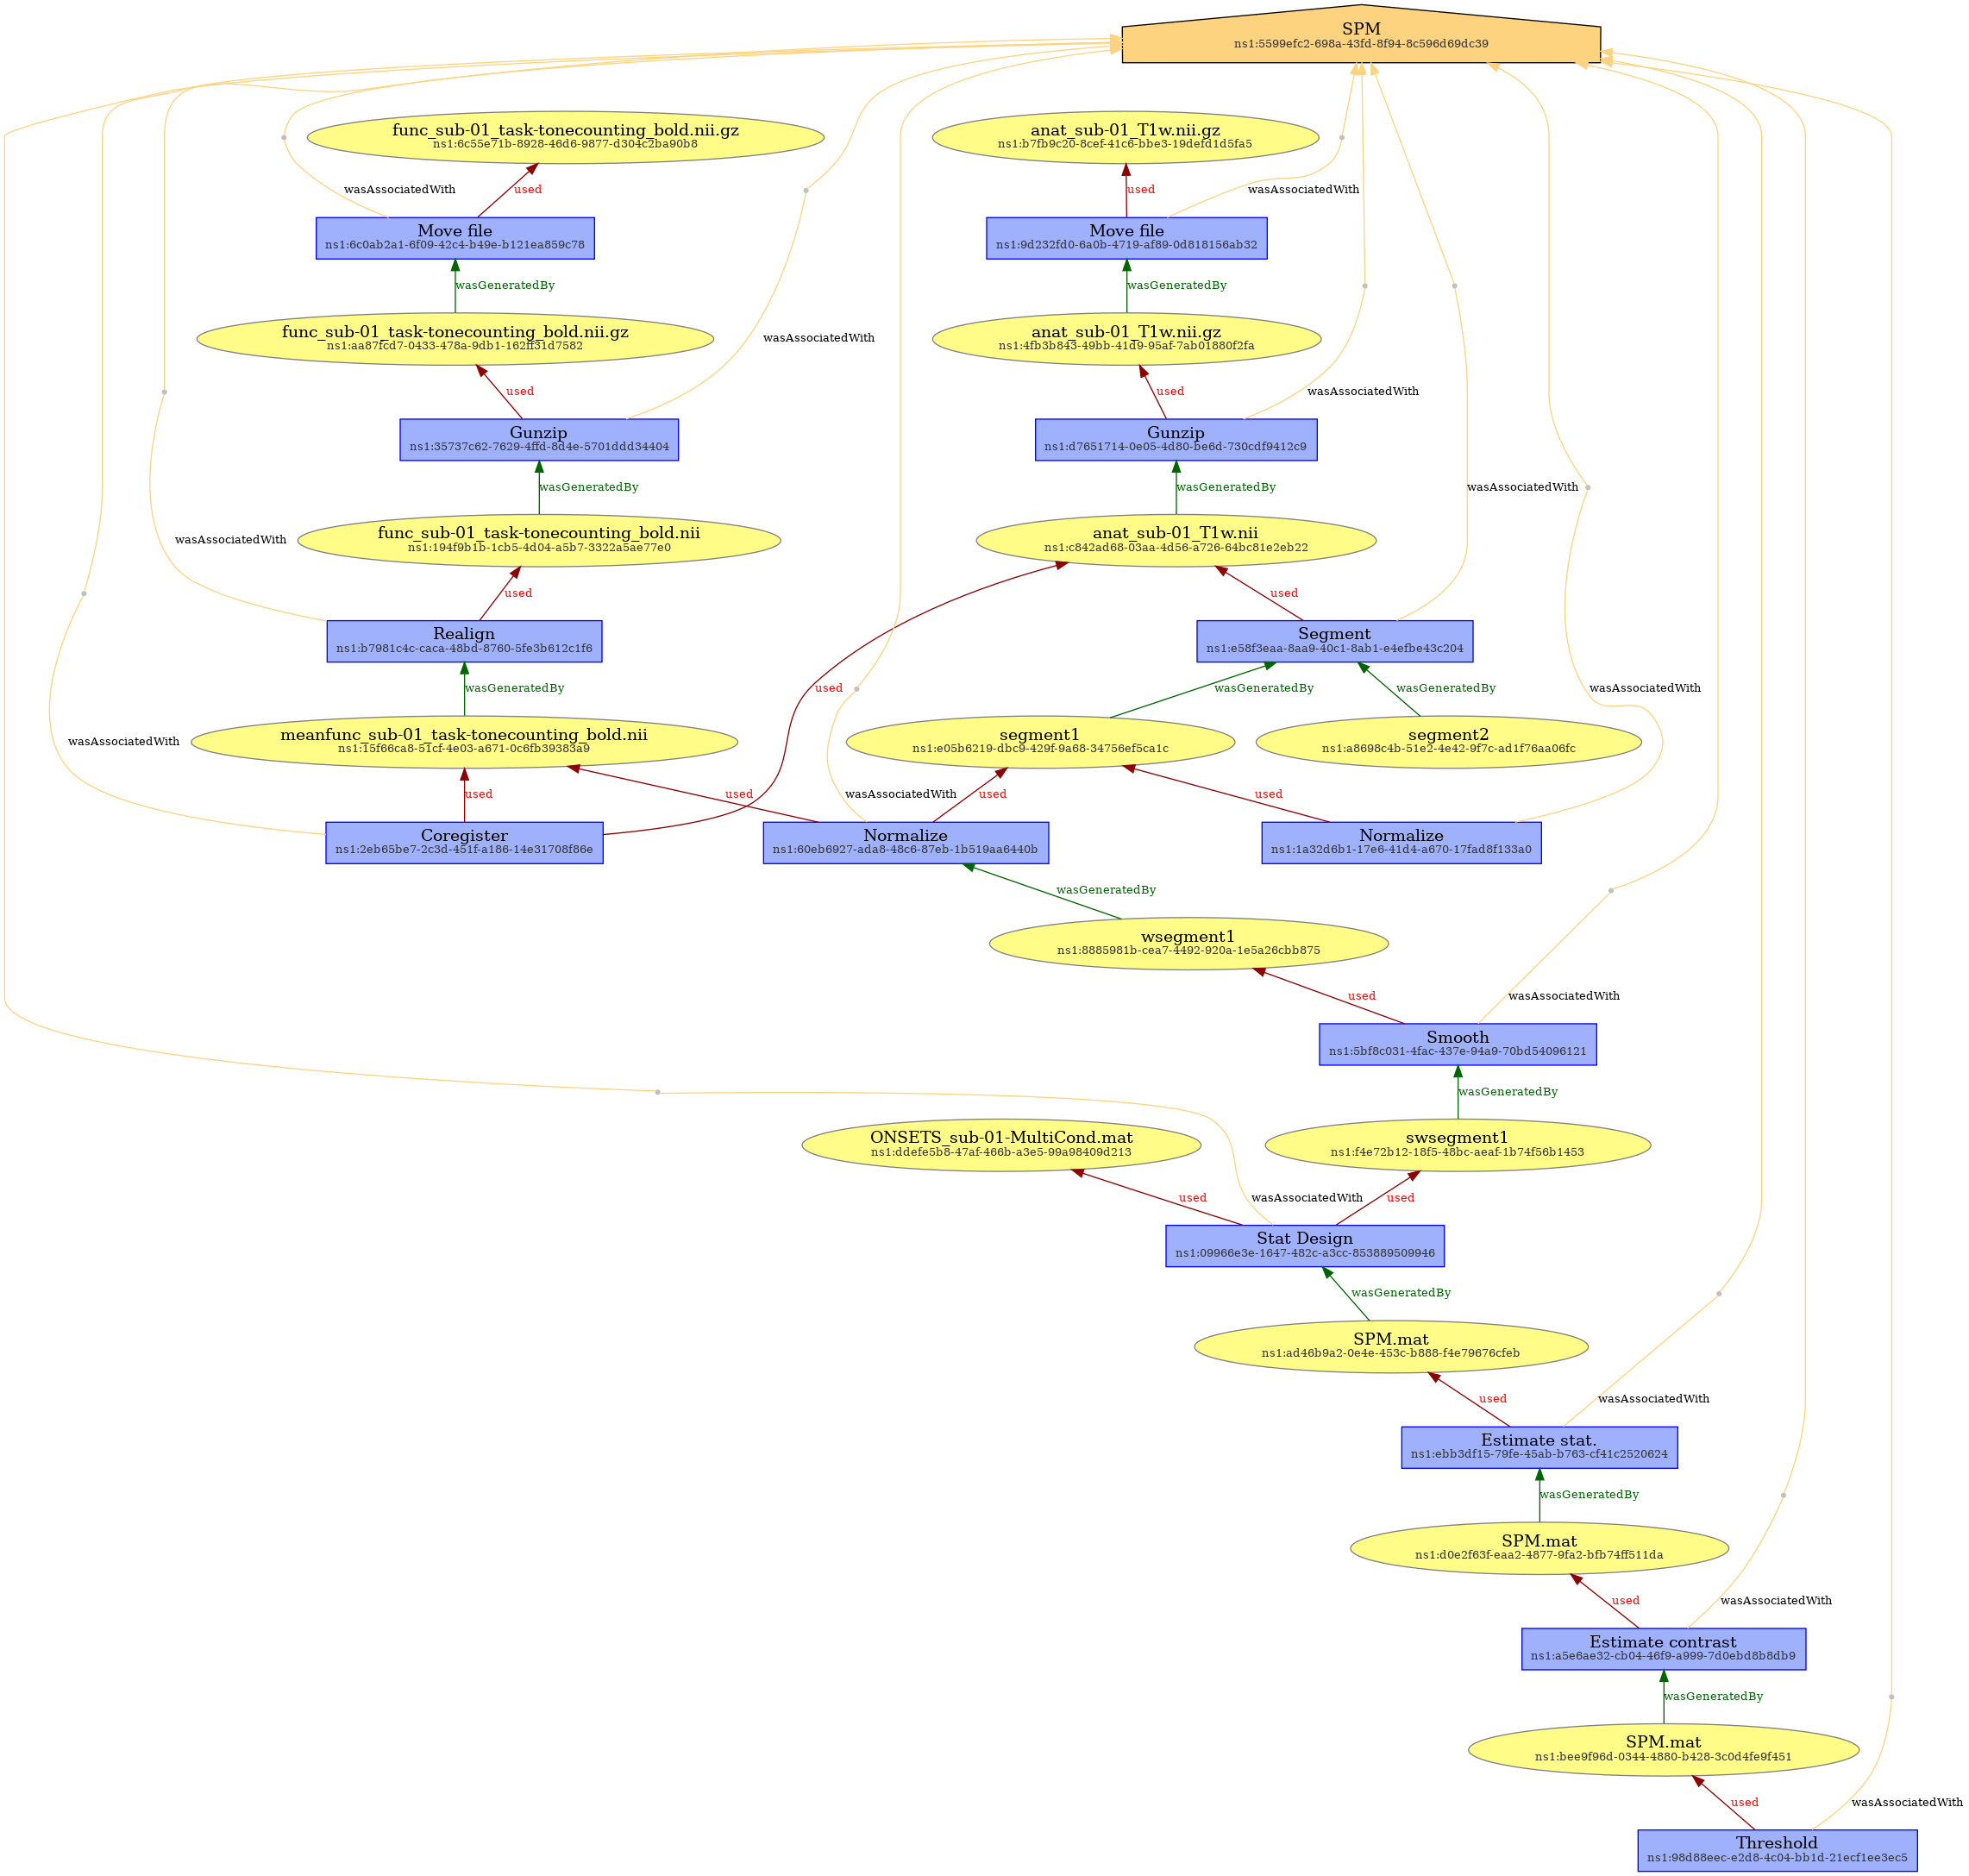 SPM
ns1:5599efc2-698a-43fd-8f94-8c596d69dc39
func_sub-01_task-tonecounting_bold.nii.gz
ns1:6c55e71b-8928-46d6-9877-d304c2ba90b8
anat_sub-01_T1w.nii.gz
ns1:b7fb9c20-8cef-41c6-bbe3-19defd1d5fa5
wasAssociatedWith
used
used
wasAssociatedWith
Move file
ns1:6c0ab2a1-6f09-42c4-b49e-b121ea859c78
Move file
ns1:9d232fd0-6a0b-4719-af89-0d818156ab32
wasGeneratedBy
wasGeneratedBy
func_sub-01_task-tonecounting_bold.nii.gz
ns1:aa87fcd7-0433-478a-9db1-162ff31d7582
wasAssociatedWith
anat_sub-01_T1w.nii.gz
ns1:4fb3b843-49bb-41d9-95af-7ab01880f2fa
used
used
wasAssociatedWith
Gunzip
ns1:35737c62-7629-4ffd-8d4e-5701ddd34404
Gunzip
ns1:d7651714-0e05-4d80-be6d-730cdf9412c9
wasGeneratedBy
wasGeneratedBy
wasAssociatedWith
func_sub-01_task-tonecounting_bold.nii
ns1:194f9b1b-1cb5-4d04-a5b7-3322a5ae77e0
anat_sub-01_T1w.nii
ns1:c842ad68-03aa-4d56-a726-64bc81e2eb22
wasAssociatedWith
used
used
Realign
ns1:b7981c4c-caca-48bd-8760-5fe3b612c1f6
Segment
ns1:e58f3eaa-8aa9-40c1-8ab1-e4efbe43c204
wasGeneratedBy
used
wasGeneratedBy
wasGeneratedBy
wasAssociatedWith
wasAssociatedWith
meanfunc_sub-01_task-tonecounting_bold.nii
ns1:15f66ca8-51cf-4e03-a671-0c6fb39383a9
segment1
ns1:e05b6219-dbc9-429f-9a68-34756ef5ca1c
segment2
ns1:a8698c4b-51e2-4e42-9f7c-ad1f76aa06fc
used
used
wasAssociatedWith
used
used
Coregister
ns1:2eb65be7-2c3d-451f-a186-14e31708f86e
Normalize
ns1:60eb6927-ada8-48c6-87eb-1b519aa6440b
Normalize
ns1:1a32d6b1-17e6-41d4-a670-17fad8f133a0
wasGeneratedBy
wsegment1
ns1:8885981b-cea7-4492-920a-1e5a26cbb875
used
wasAssociatedWith
Smooth
ns1:5bf8c031-4fac-437e-94a9-70bd54096121
wasGeneratedBy
ONSETS_sub-01-MultiCond.mat
ns1:ddefe5b8-47af-466b-a3e5-99a98409d213
swsegment1
ns1:f4e72b12-18f5-48bc-aeaf-1b74f56b1453
used
wasAssociatedWith
used
Stat Design
ns1:09966e3e-1647-482c-a3cc-853889509946
wasGeneratedBy
SPM.mat
ns1:ad46b9a2-0e4e-453c-b888-f4e79676cfeb
used
wasAssociatedWith
Estimate stat.
ns1:ebb3df15-79fe-45ab-b763-cf41c2520624
wasGeneratedBy
SPM.mat
ns1:d0e2f63f-eaa2-4877-9fa2-bfb74ff511da
used
wasAssociatedWith
Estimate contrast
ns1:a5e6ae32-cb04-46f9-a999-7d0ebd8b8db9
wasGeneratedBy
SPM.mat
ns1:bee9f96d-0344-4880-b428-3c0d4fe9f451
used
wasAssociatedWith
Threshold
ns1:98d88eec-e2d8-4c04-bb1d-21ecf1ee3ec5